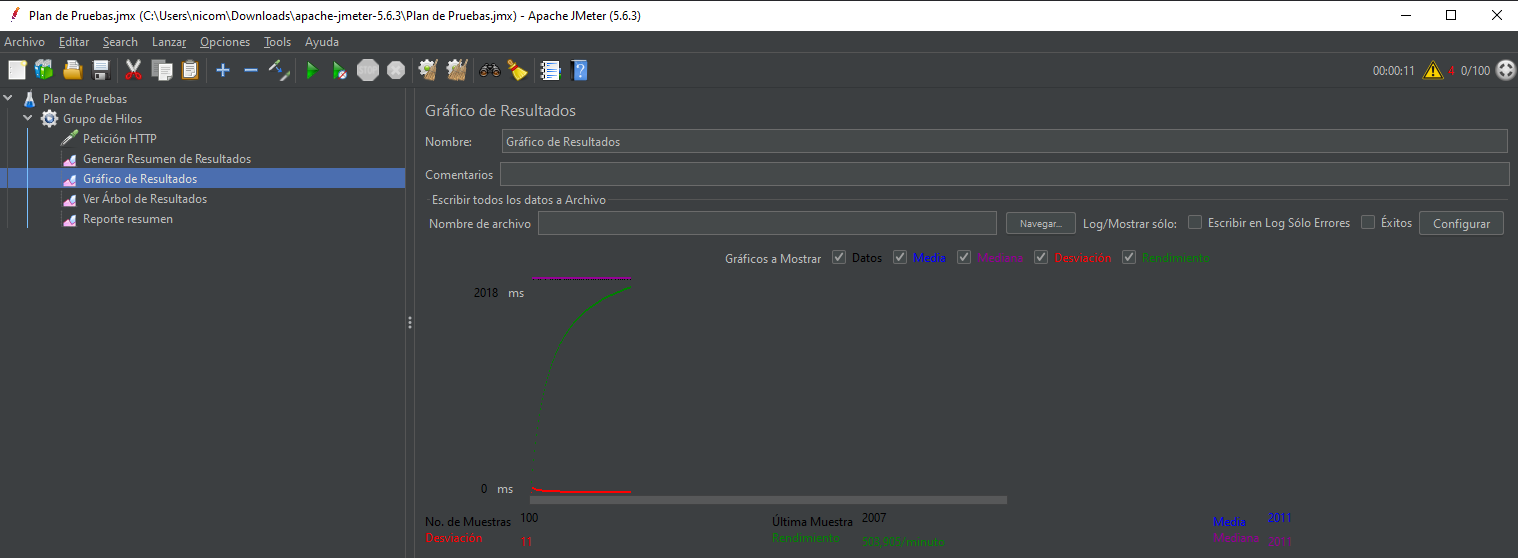 Plan de Pruebas.jmx (C:\Users\nicom\Downloads\apache-jmeter-5.6.3\Plan de Pruebas.jmx) - Apache JMeter (5.6.3)
Archivo Editar Search Lanzar Opciones Tools Ayuda
00:00:11 4 0/100
Plan de Pruebas
Grupo de Hilos
Petición HTTP
Generar Resumen de Resultados
Gráfico de Resultados
Ver Árbol de Resultados
Reporte resumen
Gráfico de Resultados
Nombre: Gráfico de Resultados
Comentarios
Escribir todos los datos a Archivo
Nombre de archivo Navegar... Log/Mostrar sólo: Escribir en Log Sólo Errores Éxitos Configurar
Gráficos a Mostrar Datos Media Mediana Desviación Rendimiento
2018 ms
0 ms
No. de Muestras 100 Última Muestra 2007 Media 2011
Desviación 11 Rendimiento 503,905/minuto Mediana 2011